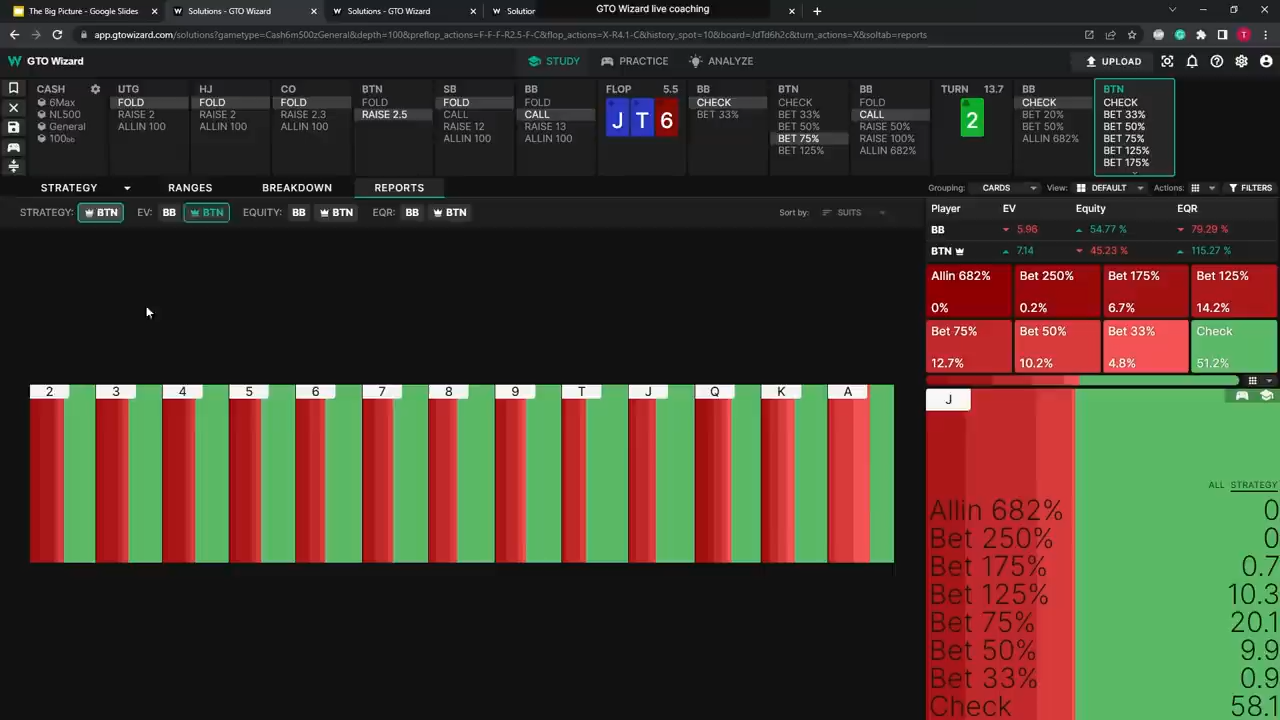 The Big Picture - Google Slides
Solutions - GTO Wizard
Solutions - GTO Wizard
Solution
GTO Wizard live coaching
app.gtowizard.com/solutions?gametype=Cash6m500zGeneral&depth=100&preflop_actions=F-F-F-R2.5-F-C&flop_actions=X-R4.1-C&history_spot=10&board=JdTd6h2c&turn_actions=X&soltab=reports
T
GTO Wizard
STUDY
PRACTICE
ANALYZE
UPLOAD
CASH
6Max
NL500
General
100bb
UTG
FOLD
RAISE 2
ALLIN 100
HJ
FOLD
RAISE 2
ALLIN 100
CO
FOLD
RAISE 2.3
ALLIN 100
BTN
FOLD
RAISE 2.5
SB
FOLD
CALL
RAISE 12
ALLIN 100
BB
FOLD
CALL
RAISE 13
ALLIN 100
FLOP 5.5
J T 6
BB
CHECK
BET 33%
BTN
CHECK
BET 33%
BET 50%
BET 75%
BET 125%
BB
FOLD
CALL
RAISE 50%
RAISE 100%
ALLIN 682%
TURN 13.7
2
BB
CHECK
BET 20%
BET 50%
ALLIN 682%
BTN
CHECK
BET 33%
BET 50%
BET 75%
BET 125%
BET 175%
STRATEGY
RANGES
BREAKDOWN
REPORTS
Grouping: CARDS
View: DEFAULT
Actions:
FILTERS
STRATEGY: BTN EV: BB BTN EQUITY: BB BTN EQR: BB BTN
Sort by: SUITS
Player EV Equity EQR
BB 5.96 54.77 % 79.29 %
BTN 7.14 45.23 % 115.27 %
Allin 682% Bet 250% Bet 175% Bet 125%
0% 0.2% 6.7% 14.2%
Bet 75% Bet 50% Bet 33% Check
12.7% 10.2% 4.8% 51.2%
2 3 4 5 6 7 8 9 T J Q K A
J
ALL STRATEGY
Allin 682% 0
Bet 250% 0
Bet 175% 0.7
Bet 125% 10.3
Bet 75% 20.1
Bet 50% 9.9
Bet 33% 0.9
Check 58.1